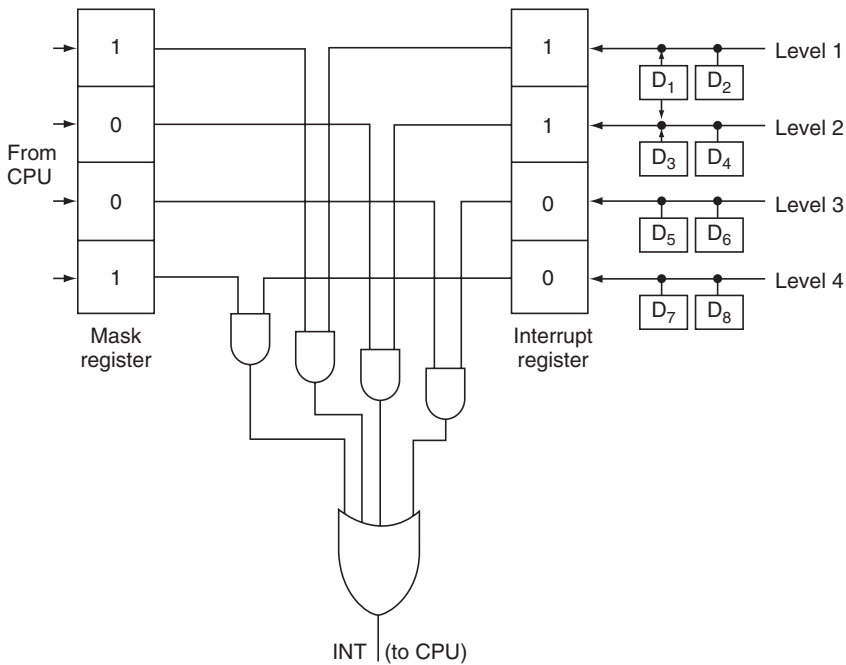 1
1
Level 1
D1
D2
0
1
Level 2
From
CPU
D3
D4
0
0
Level 3
D5
D6
1
0
Level 4
D7
D8
Mask
register
Interrupt
register
INT (to CPU)